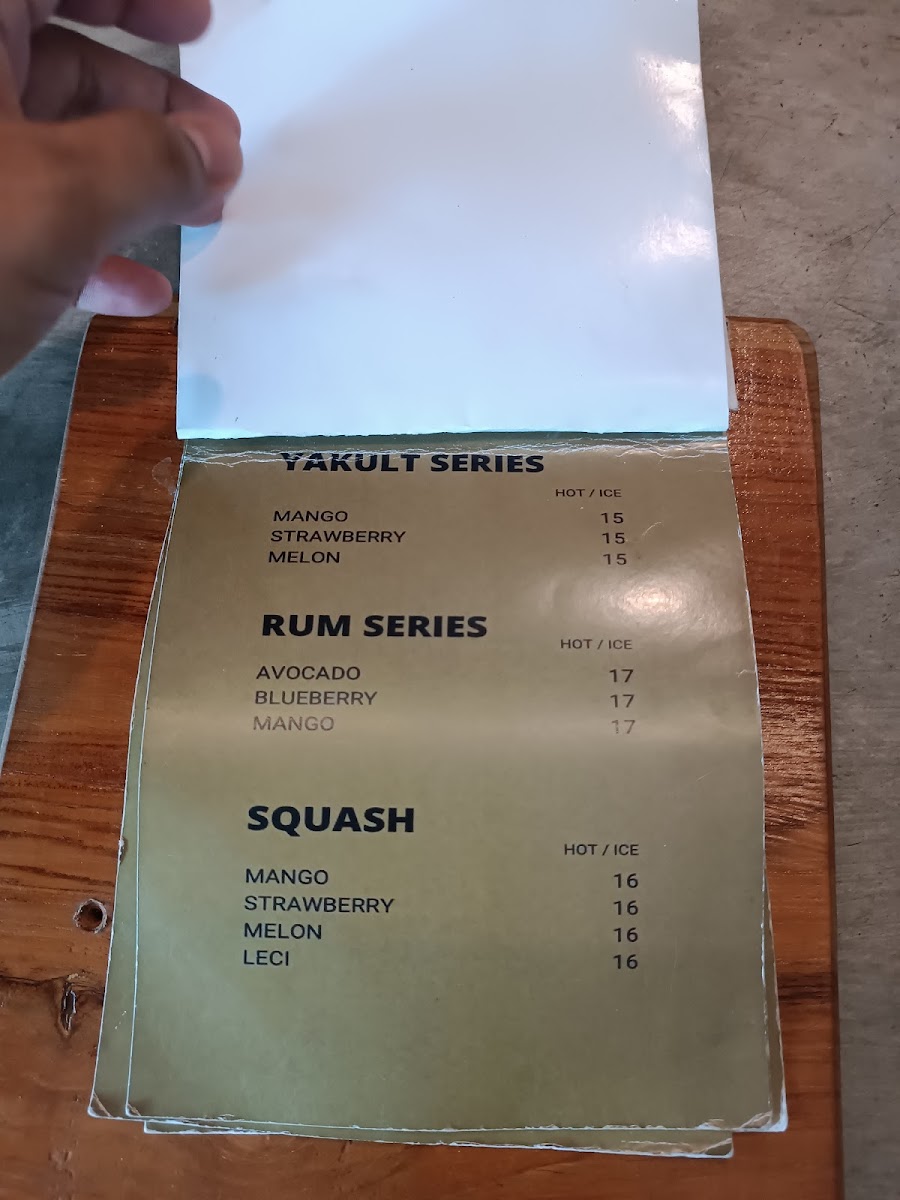 YAKULT SERIES
HOT / ICE
MANGO 15
STRAWBERRY 15
MELON 15
RUM SERIES
HOT / ICE
AVOCADO 17
BLUEBERRY 17
MANGO 17
SQUASH
HOT / ICE
MANGO 16
STRAWBERRY 16
MELON 16
LECI 16